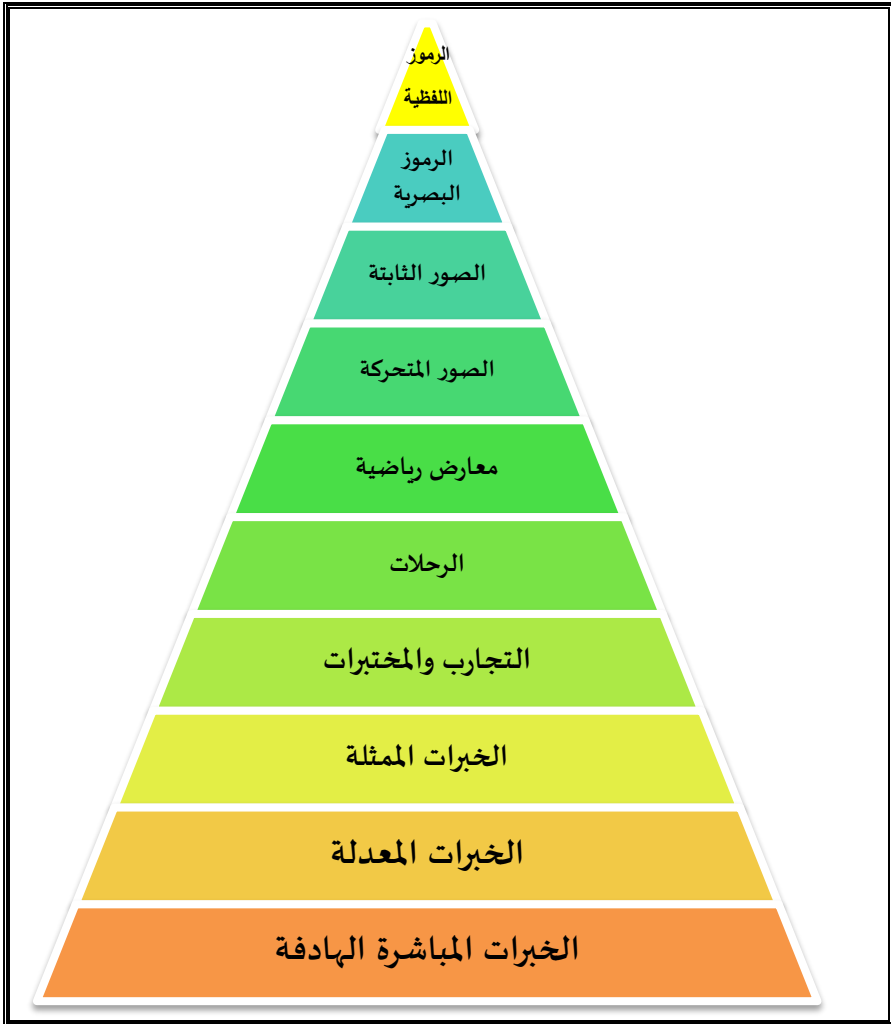 الرموز
اللفظية
الرموز
البصرية
الصور الثابتة
الصور المتحركة
معارض رياضية
الرحلات
التجارب والمختبرات
الخبرات الممثلة
الخبرات المعدلة
الخبرات المباشرة الهادفة